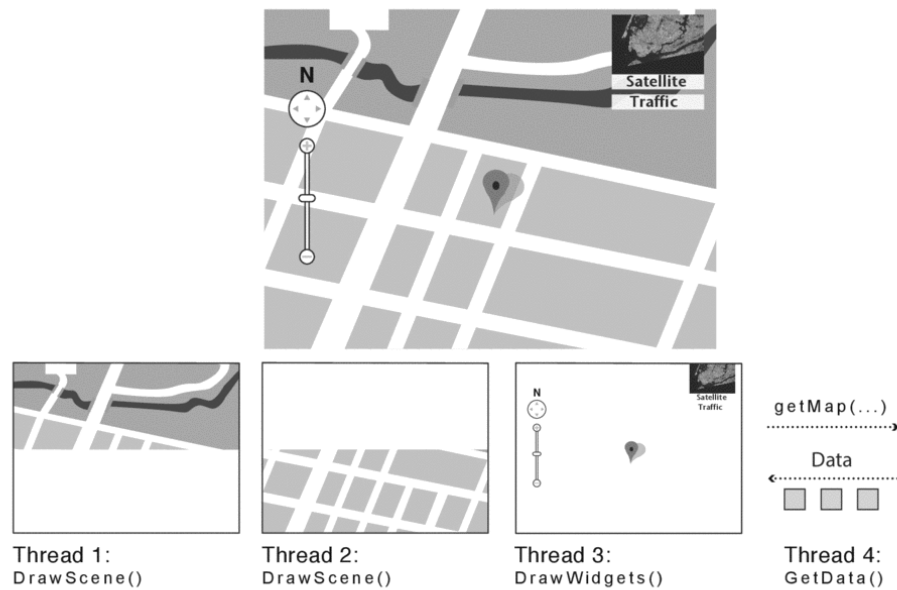 N
Satellite
Traffic
N
Satellite
Traffic
getMap(...)
Data
Thread 1:
DrawScene()
Thread 2:
DrawScene()
Thread 3:
DrawWidgets()
Thread 4:
GetData()